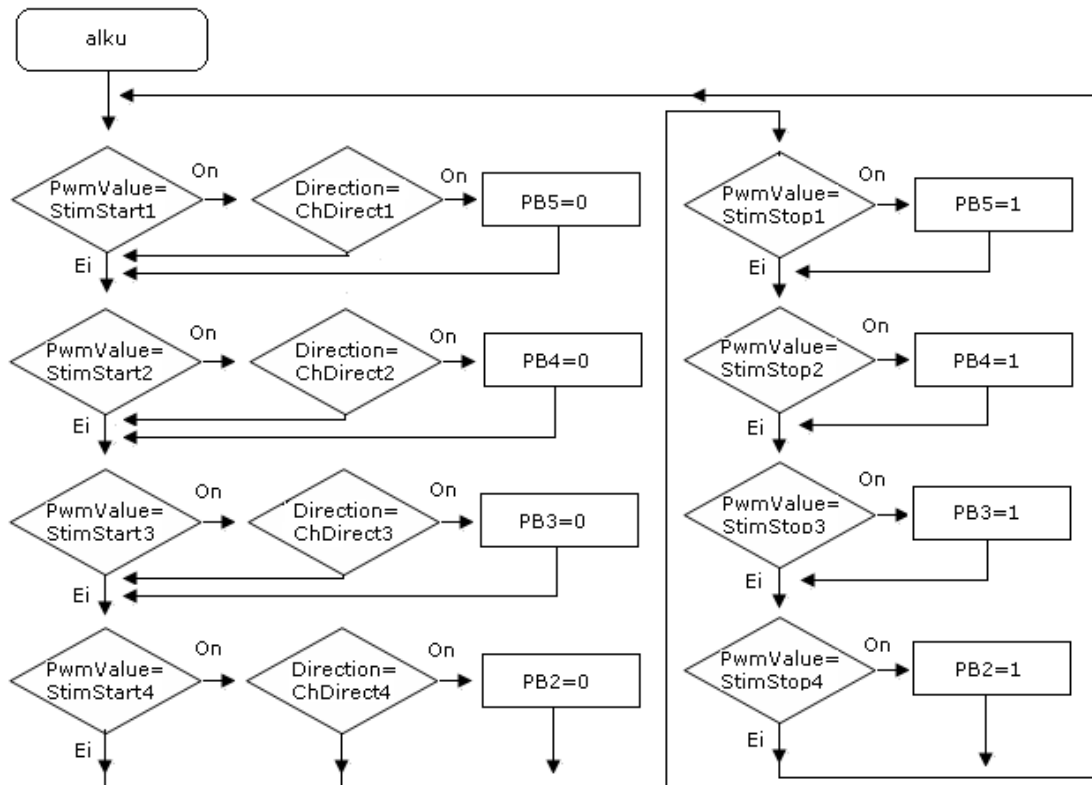 alku
PwmValue=
StimStart1
On
Direction=
ChDirect1
On
PB5=0
Ei
PwmValue=
StimStart2
On
Direction=
ChDirect2
On
PB4=0
Ei
PwmValue=
StimStart3
On
Direction=
ChDirect3
On
PB3=0
Ei
PwmValue=
StimStart4
On
Direction=
ChDirect4
On
PB2=0
Ei
PwmValue=
StimStop1
On
PB5=1
Ei
PwmValue=
StimStop2
On
PB4=1
Ei
PwmValue=
StimStop3
On
PB3=1
Ei
PwmValue=
StimStop4
On
PB2=1
Ei